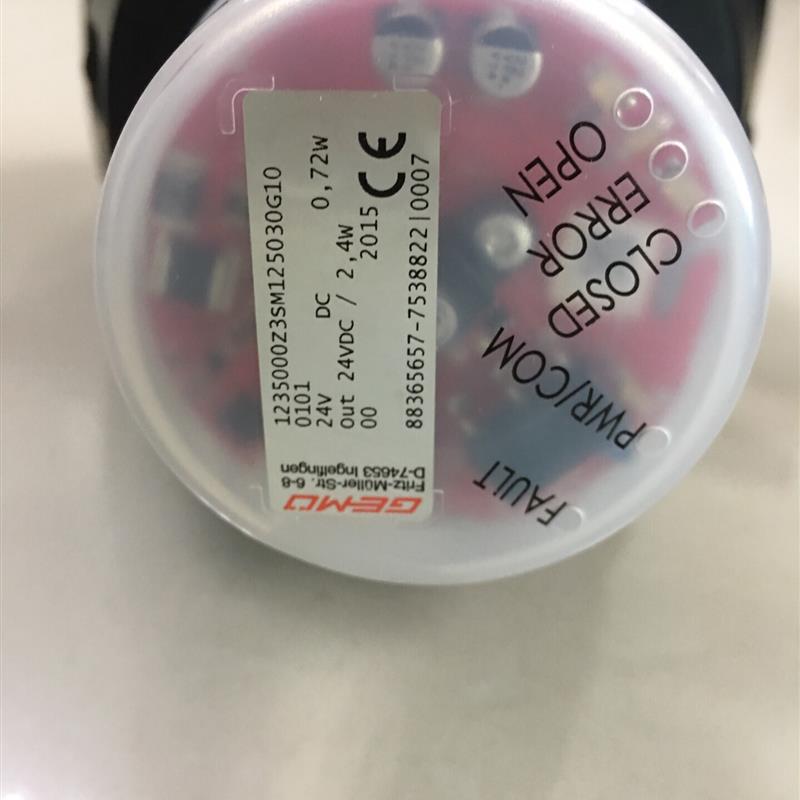 GEMÜ
Fritz-Müller-Str. 6-8
D-74653 Ingelfingen
1235000Z3SM125030G10
0101
24V DC 0,72W
out 24VDC / 2,4W
00 2015 CE
88365657-7538822|0007
FAULT
PWR/COM
CLOSED
ERROR
OPEN